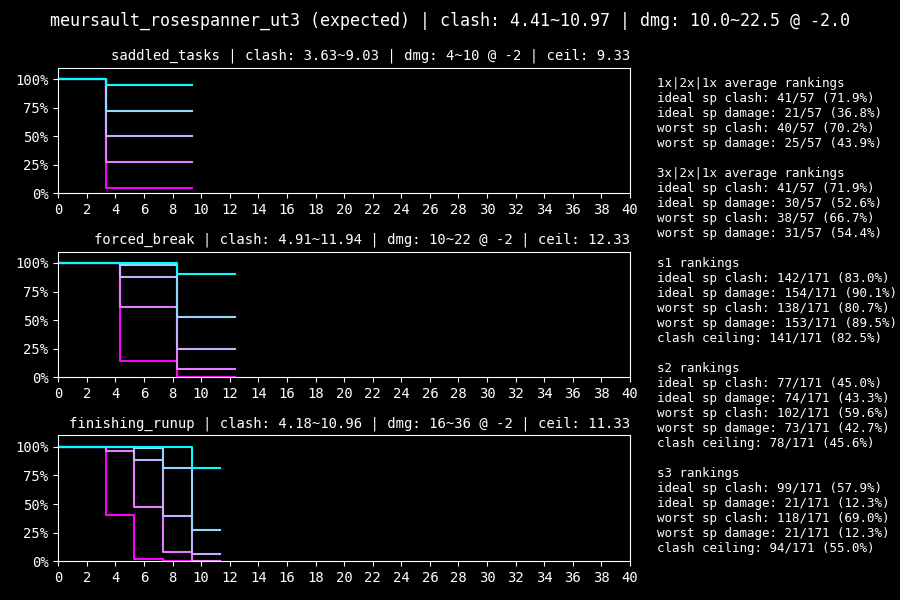 meursault_rosespanner_ut3 (expected) | clash: 4.41~10.97 | dmg: 10.0~22.5 @ -2.0
saddled_tasks | clash: 3.63~9.03 | dmg: 4~10 @ -2 | ceil: 9.33
100%
75%
50%
25%
0%
0 2 4 6 8 10 12 14 16 18 20 22 24 26 28 30 32 34 36 38 40
forced_break | clash: 4.91~11.94 | dmg: 10~22 @ -2 | ceil: 12.33
100%
75%
50%
25%
0%
0 2 4 6 8 10 12 14 16 18 20 22 24 26 28 30 32 34 36 38 40
finishing_runup | clash: 4.18~10.96 | dmg: 16~36 @ -2 | ceil: 11.33
100%
75%
50%
25%
0%
0 2 4 6 8 10 12 14 16 18 20 22 24 26 28 30 32 34 36 38 40
1x|2x|1x average rankings
ideal sp clash: 41/57 (71.9%)
ideal sp damage: 21/57 (36.8%)
worst sp clash: 40/57 (70.2%)
worst sp damage: 25/57 (43.9%)
3x|2x|1x average rankings
ideal sp clash: 41/57 (71.9%)
ideal sp damage: 30/57 (52.6%)
worst sp clash: 38/57 (66.7%)
worst sp damage: 31/57 (54.4%)
s1 rankings
ideal sp clash: 142/171 (83.0%)
ideal sp damage: 154/171 (90.1%)
worst sp clash: 138/171 (80.7%)
worst sp damage: 153/171 (89.5%)
clash ceiling: 141/171 (82.5%)
s2 rankings
ideal sp clash: 77/171 (45.0%)
ideal sp damage: 74/171 (43.3%)
worst sp clash: 102/171 (59.6%)
worst sp damage: 73/171 (42.7%)
clash ceiling: 78/171 (45.6%)
s3 rankings
ideal sp clash: 99/171 (57.9%)
ideal sp damage: 21/171 (12.3%)
worst sp clash: 118/171 (69.0%)
worst sp damage: 21/171 (12.3%)
clash ceiling: 94/171 (55.0%)